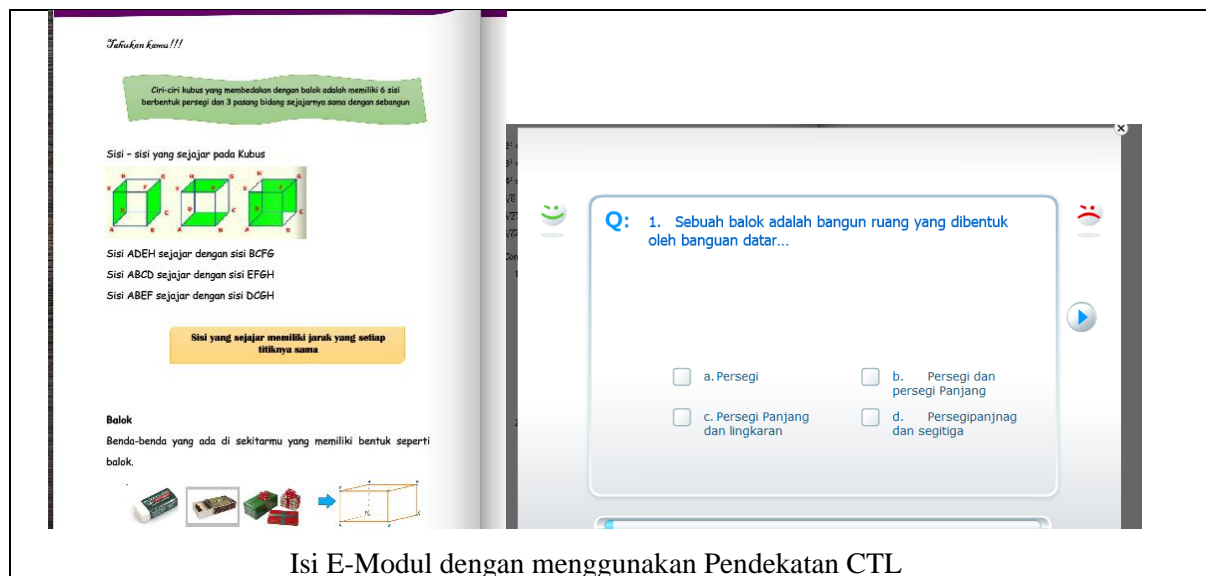 Tahukan kamu!!!
Ciri-ciri kubus yang membedakan dengan balok adalah memiliki 6 sisi
berbentuk persegi dan 3 pasang bidang sejajarnya sama dengan sebangun
Sisi – sisi yang sejajar pada Kubus
Sisi ADEH sejajar dengan sisi BCFG
Sisi ABCD sejajar dengan sisi EFGH
Sisi ABEF sejajar dengan sisi DCGH
Sisi yang sejajar memiliki jarak yang setiap
titiknya sama
Balok
Benda-benda yang ada di sekitarmu yang memiliki bentuk seperti
balok.
Q: 1. Sebuah balok adalah bangun ruang yang dibentuk
oleh banguan datar...
a. Persegi
b. Persegi dan
persegi Panjang
c. Persegi Panjang
dan lingkaran
d. Persegipanjnag
dan segitiga
Isi E-Modul dengan menggunakan Pendekatan CTL